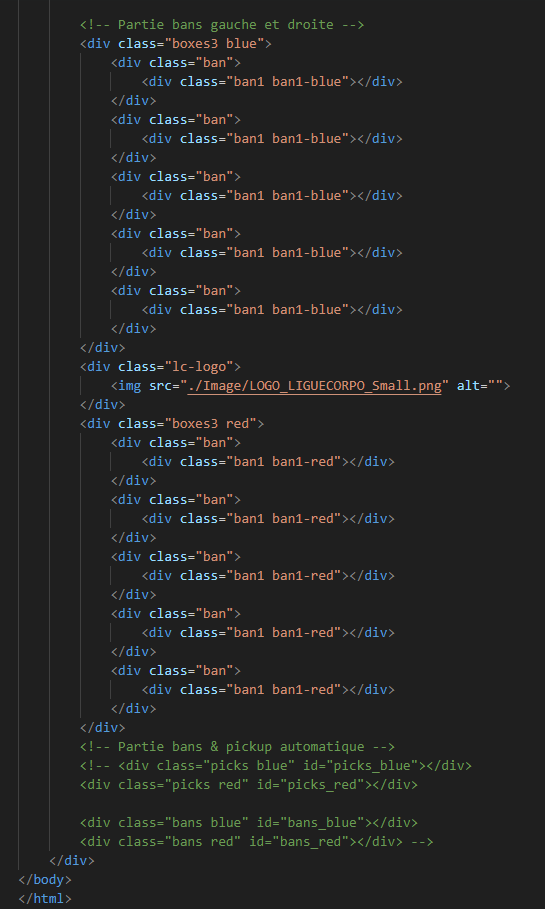 <!-- Partie bans gauche et droite -->
<div class="boxes3 blue">
<div class="ban">
<div class="ban1 ban1-blue"></div>
</div>
<div class="ban">
<div class="ban1 ban1-blue"></div>
</div>
<div class="ban">
<div class="ban1 ban1-blue"></div>
</div>
<div class="ban">
<div class="ban1 ban1-blue"></div>
</div>
<div class="ban">
<div class="ban1 ban1-blue"></div>
</div>
</div>
<div class="lc-logo">
<img src="./Image/LOGO_LIGUECORPO_Small.png" alt="">
</div>
<div class="boxes3 red">
<div class="ban">
<div class="ban1 ban1-red"></div>
</div>
<div class="ban">
<div class="ban1 ban1-red"></div>
</div>
<div class="ban">
<div class="ban1 ban1-red"></div>
</div>
<div class="ban">
<div class="ban1 ban1-red"></div>
</div>
<div class="ban">
<div class="ban1 ban1-red"></div>
</div>
</div>
<!-- Partie bans & pickup automatique -->
<!-- <div class="picks blue" id="picks_blue"></div>
<div class="picks red" id="picks_red"></div>
<div class="bans blue" id="bans_blue"></div>
<div class="bans red" id="bans_red"></div> -->
</div>
</body>
</html>